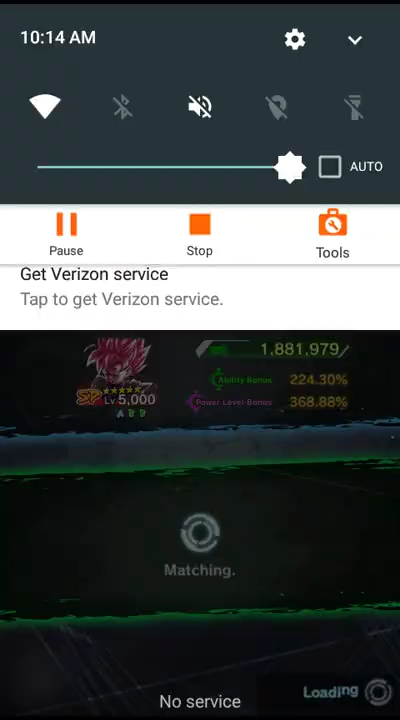 10:14 AM
AUTO
Pause
Stop
Tools
Get Verizon service
Tap to get Verizon service.
1,881,979/
Ability Bonus
224.30%
SP LV 5,000
Power Level Bonus
368.88%
Matching.
Loading
No service